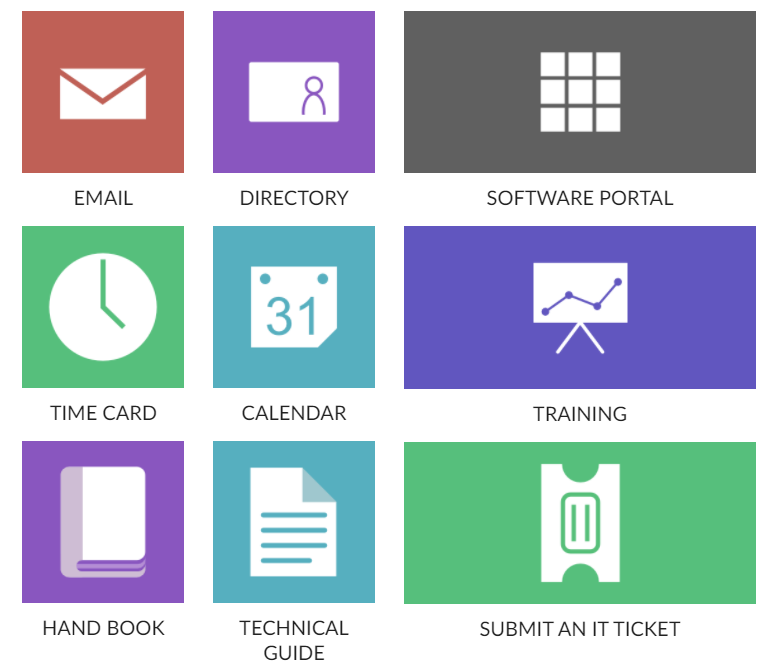 EMAIL
DIRECTORY
SOFTWARE PORTAL
31
TIME CARD
CALENDAR
TRAINING
HAND BOOK
TECHNICAL
GUIDE
SUBMIT AN IT TICKET